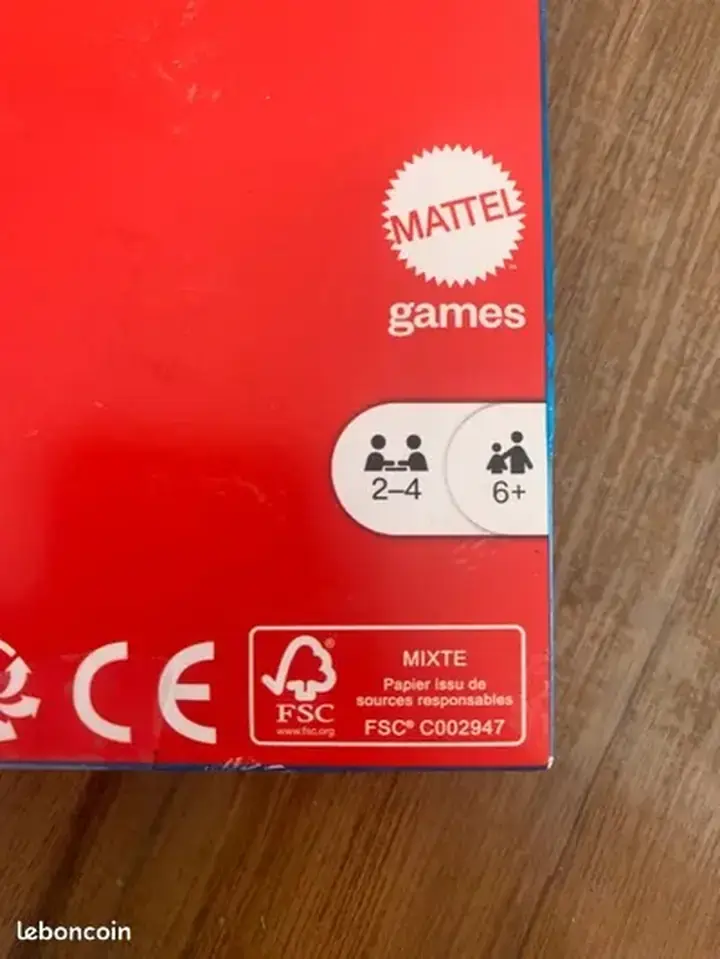 MATTEL
™
games
2–4
6+
CE
MIXTE
Papier issu de
sources responsables
FSC® C002947
®
FSC
www.fsc.org
leboncoin